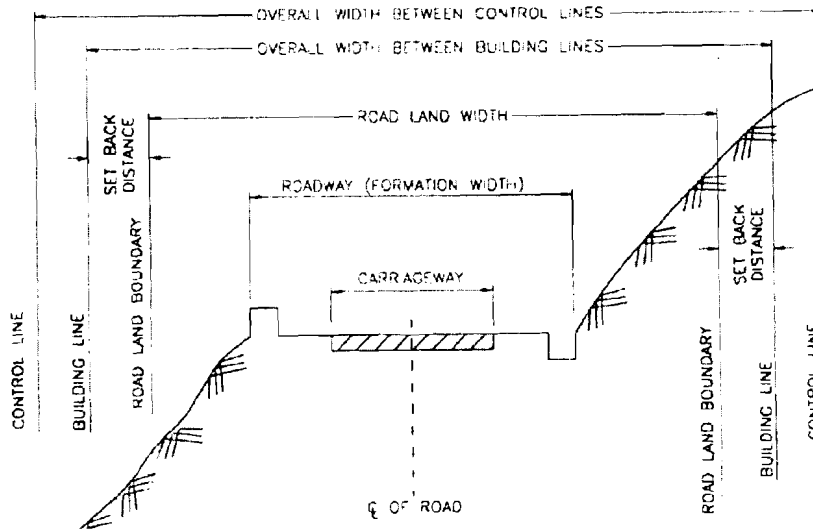 OVERALL WIDTH BETWEEN CONTROL LINES
OVERALL WIDTH BETWEEN BUILDING LINES
ROAD LAND WIDTH
SET BACK
DISTANCE
ROADWAY (FORMATION WIDTH)
CARRIAGEWAY
SET BACK
DISTANCE
CONTROL LINE
BUILDING LINE
ROAD LAND BOUNDARY
ROAD LAND BOUNDARY
BUILDING LINE
CONTROL LINE
℄ OF ROAD